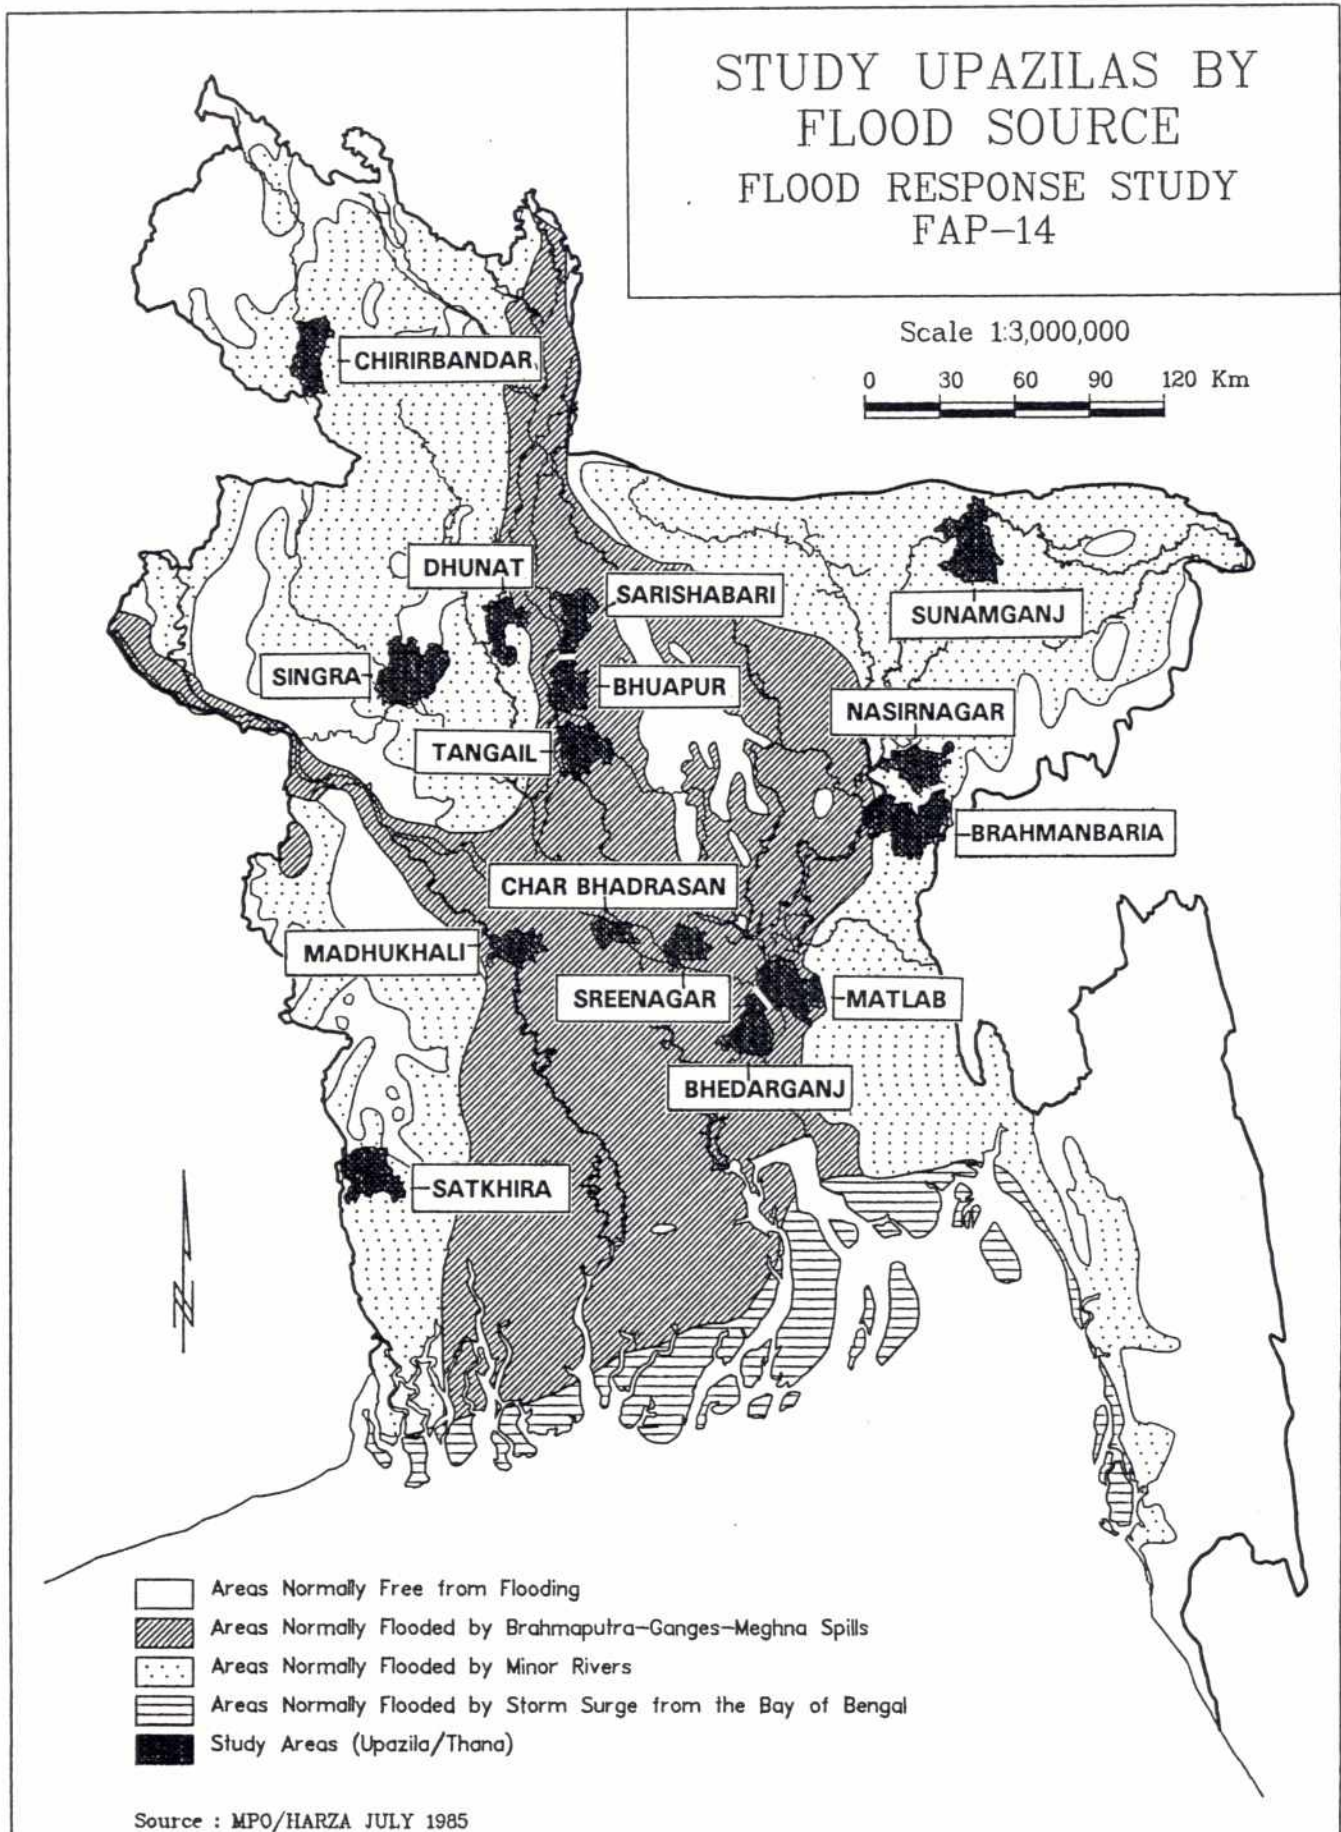 STUDY UPAZILAS BY
FLOOD SOURCE
FLOOD RESPONSE STUDY
FAP-14
Scale 1:3,000,000
0 30 60 90 120 Km
CHIRIRBANDAR
DHUNAT
SARISHABARI
SUNAMGANJ
SINGRA
BHUAPUR
NASIRNAGAR
TANGAIL
BRAHMANBARIA
CHAR BHADRASAN
MADHUKHALI
SREENAGAR
MATLAB
BHEDARGANJ
SATKHIRA
N
Areas Normally Free from Flooding
Areas Normally Flooded by Brahmaputra-Ganges-Meghna Spills
Areas Normally Flooded by Minor Rivers
Areas Normally Flooded by Storm Surge from the Bay of Bengal
Study Areas (Upazila/Thana)
Source : MPO/HARZA JULY 1985